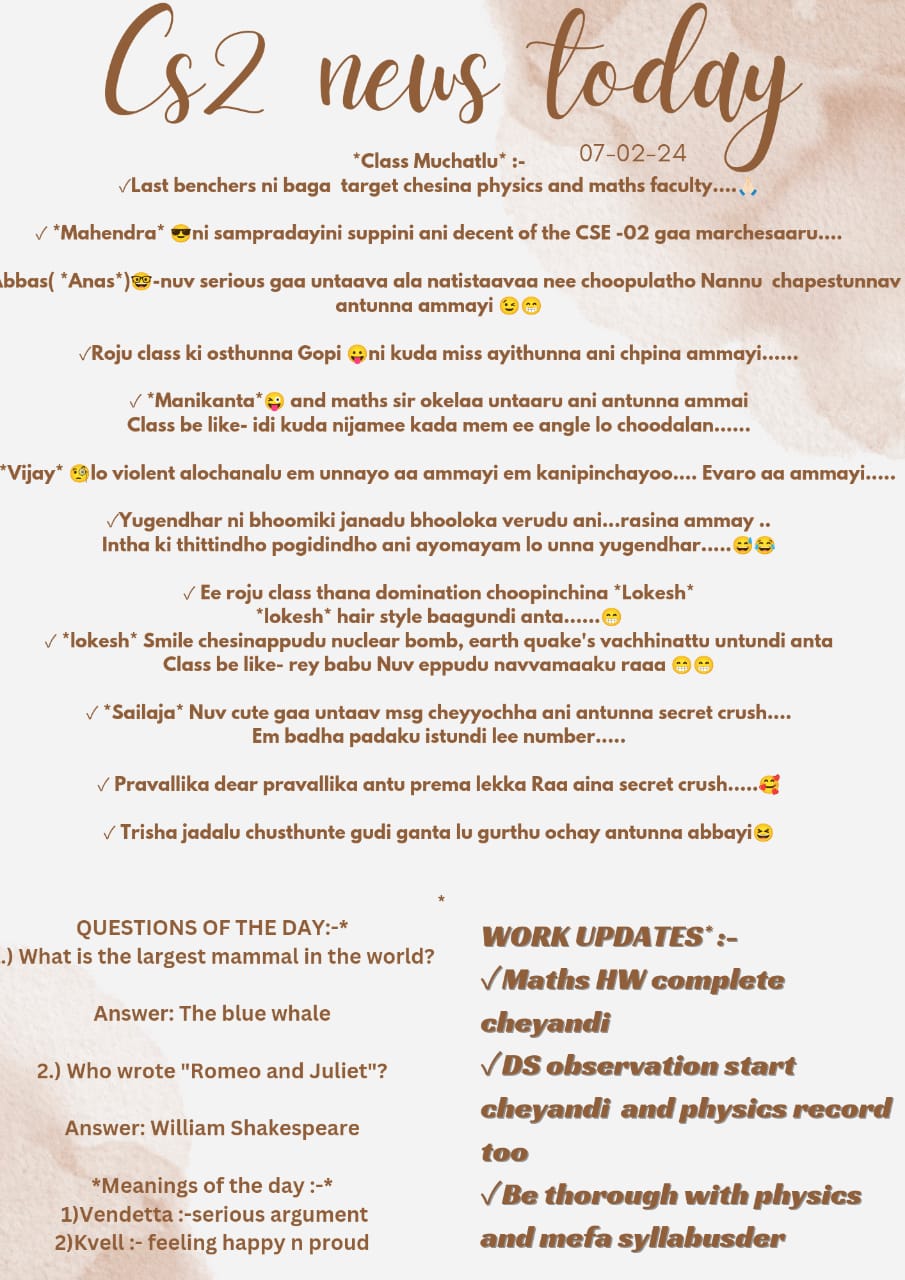 Cs2 news today
07-02-24
*Class Muchatlu* :-
✓Last benchers ni baga target chesina physics and maths faculty....🙏🏻
✓ *Mahendra* 😎ni sampradayini suppini ani decent of the CSE -02 gaa marchesaaru....
*Anas*)🤓-nuv serious gaa untaava ala natistaavaa nee choopulatho Nannu chapestunnav
antunna ammayi 😉😁
✓Roju class ki osthunna Gopi 😛ni kuda miss ayithunna ani chpina ammayi......
✓ *Manikanta*😜 and maths sir okelaa untaaru ani antunna ammai
Class be like- idi kuda nijamee kada mem ee angle lo choodalan......
*Vijay* 🧐lo violent alochanalu em unnayo aa ammayi em kanipinchayoo.... Evaro aa ammayi.....
✓Yugendhar ni bhoomiki janadu bhooloka verudu ani...rasina ammay ..
Intha ki thittindho pogidindho ani ayomayam lo unna yugendhar.....😅😂
✓ Ee roju class thana domination choopinchina *Lokesh*
*lokesh* hair style baagundi anta......😁
✓ *lokesh* Smile chesinappudu nuclear bomb, earth quake's vachhinattu untundi anta
Class be like- rey babu Nuv eppudu navvamaaku raaa 😁😁
✓ *Sailaja* Nuv cute gaa untaav msg cheyyochha ani antunna secret crush....
Em badha padaku istundi lee number.....
✓ Pravallika dear pravallika antu prema lekka Raa aina secret crush.....🥰
✓ Trisha jadalu chusthunte gudi ganta lu gurthu ochay antunna abbayi😆
*
QUESTIONS OF THE DAY:-*
.) What is the largest mammal in the world?
Answer: The blue whale
2.) Who wrote "Romeo and Juliet"?
Answer: William Shakespeare
*Meanings of the day :-*
1)Vendetta :-serious argument
2)Kvell :- feeling happy n proud
WORK UPDATES* :-
✓Maths HW complete
cheyandi
✓DS observation start
cheyandi and physics record
too
✓Be thorough with physics
and mefa syllabusder